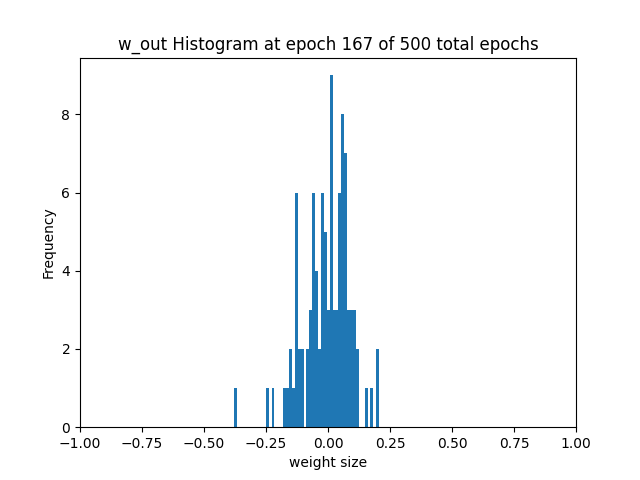 w_out Histogram at epoch 167 of 500 total epochs
Frequency
8
6
4
2
0
−1.00 −0.75 −0.50 −0.25 0.00 0.25 0.50 0.75 1.00
weight size